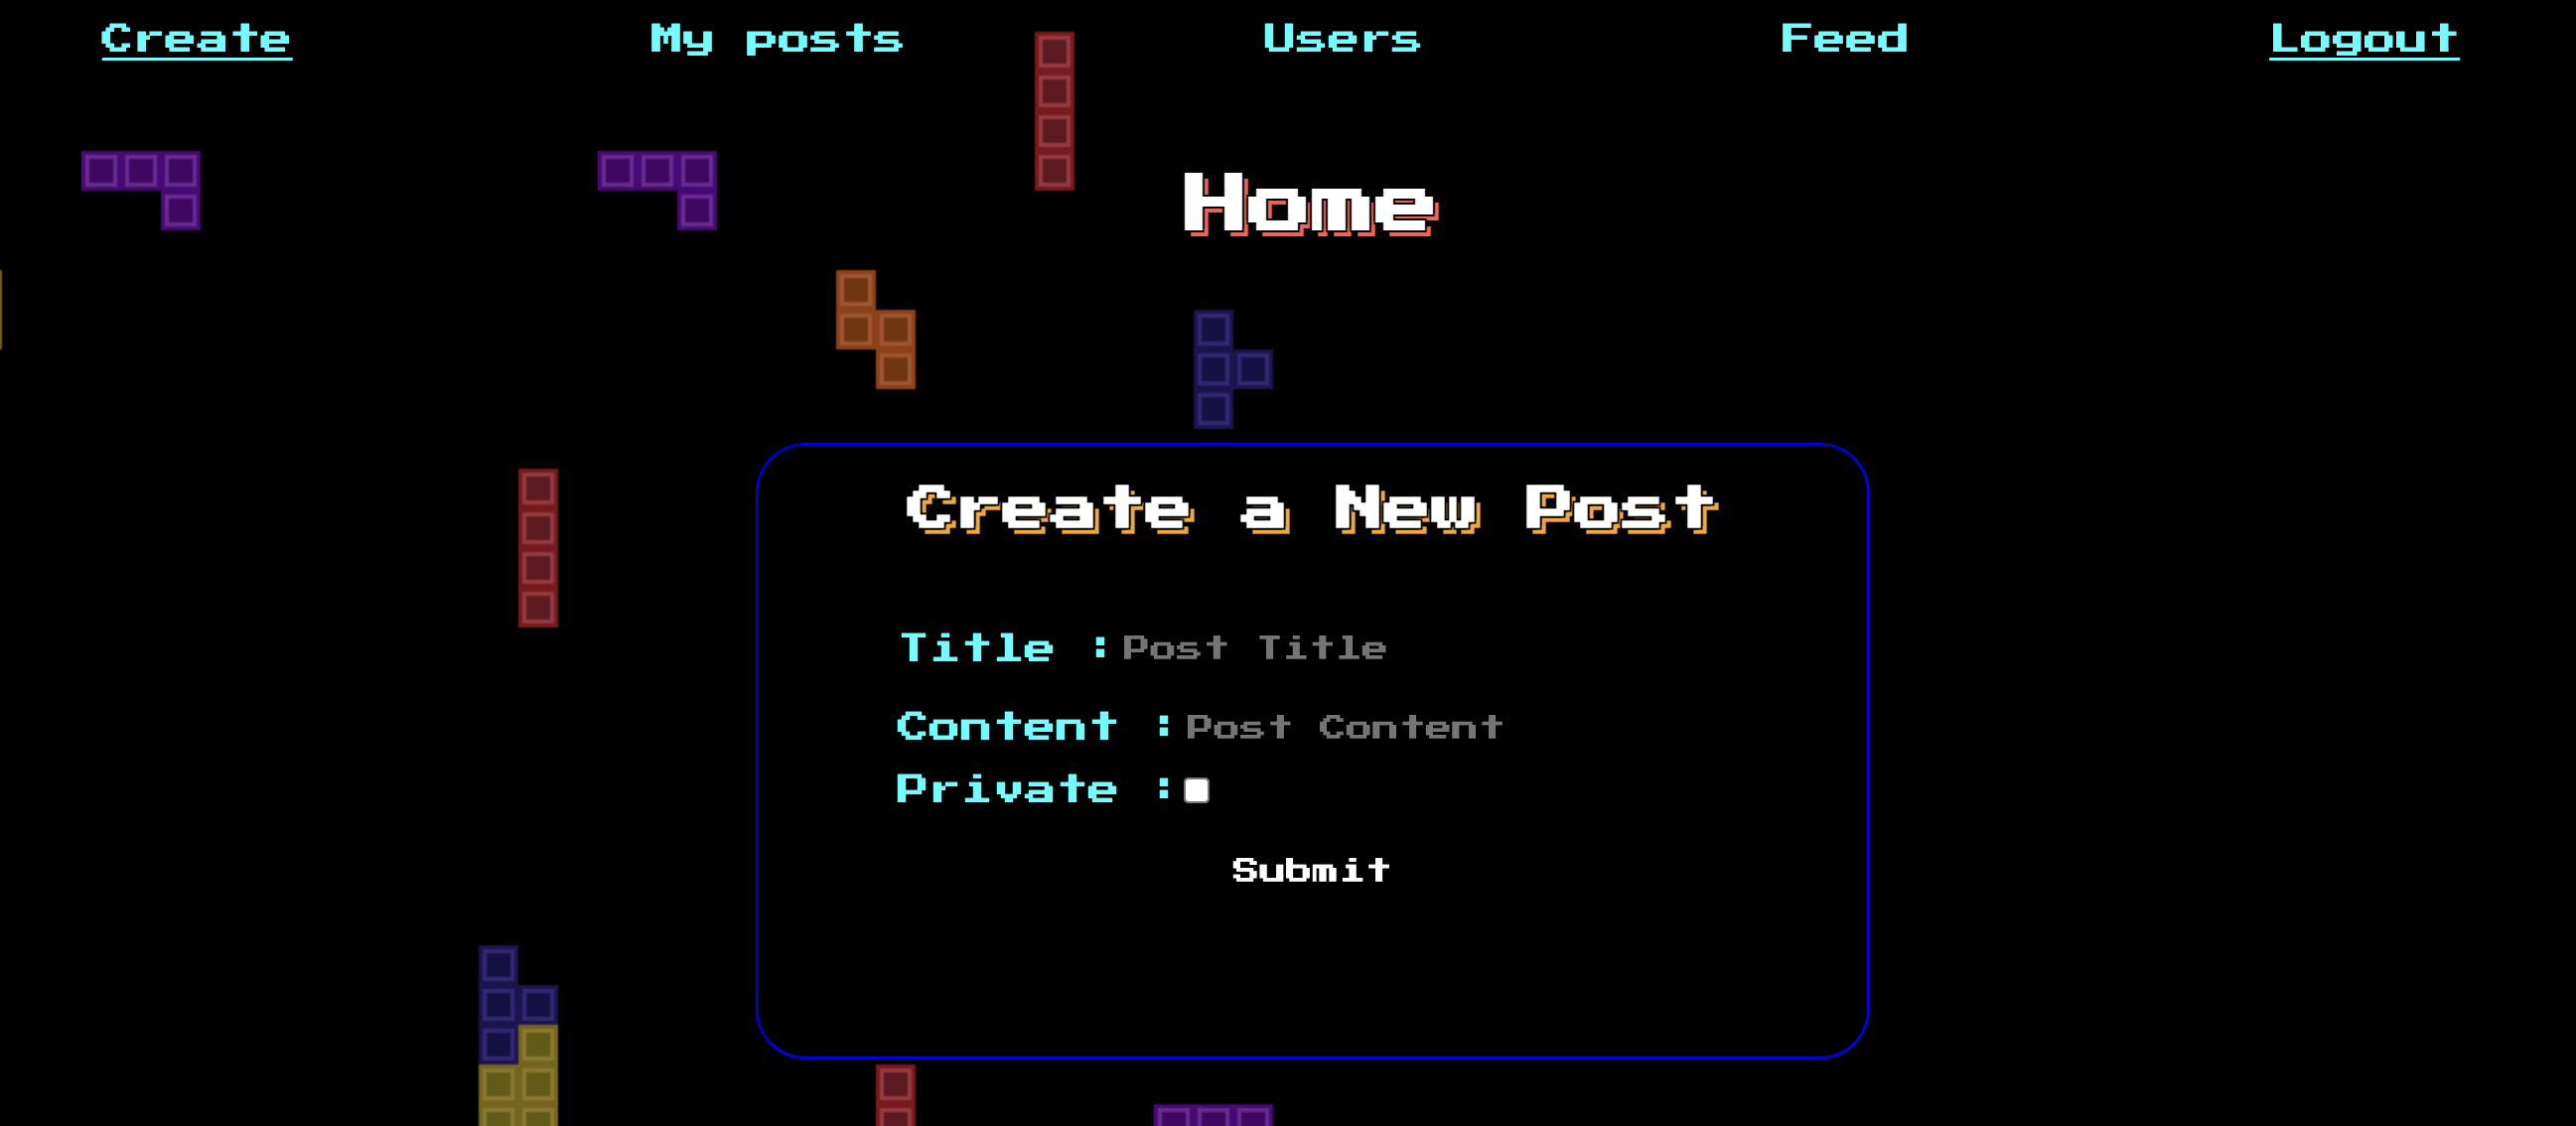 Create My posts Users Feed Logout
Home
Create a New Post
Title : Post Title
Content : Post Content
Private :
Submit